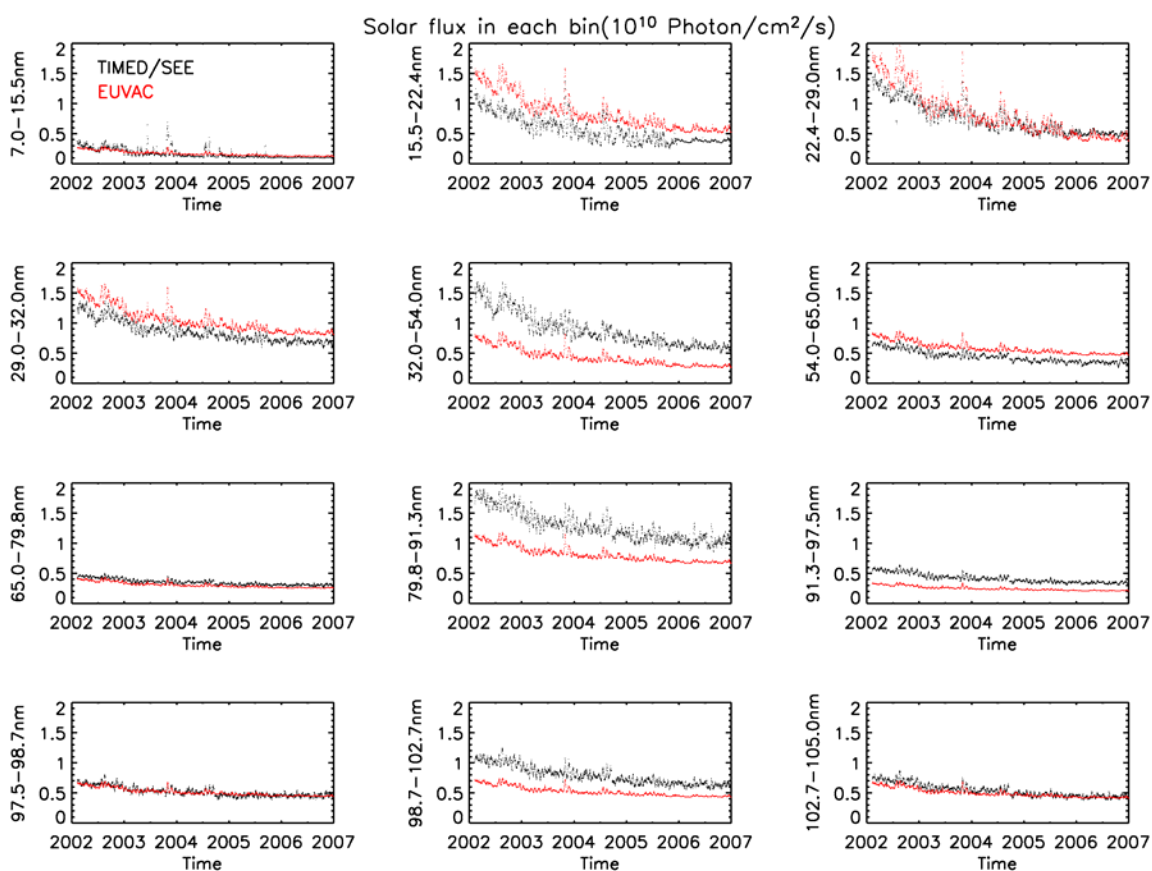 Solar flux in each bin(10¹⁰ Photon/cm²/s)
7.0−15.5nm
2
1.5
1
0.5
0
TIMED/SEE
EUVAC
2002 2003 2004 2005 2006 2007
Time
15.5−22.4nm
2
1.5
1
0.5
0
2002 2003 2004 2005 2006 2007
Time
22.4−29.0nm
2
1.5
1
0.5
0
2002 2003 2004 2005 2006 2007
Time
29.0−32.0nm
2
1.5
1
0.5
0
2002 2003 2004 2005 2006 2007
Time
32.0−54.0nm
2
1.5
1
0.5
0
2002 2003 2004 2005 2006 2007
Time
54.0−65.0nm
2
1.5
1
0.5
0
2002 2003 2004 2005 2006 2007
Time
65.0−79.8nm
2
1.5
1
0.5
0
2002 2003 2004 2005 2006 2007
Time
79.8−91.3nm
2
1.5
1
0.5
0
2002 2003 2004 2005 2006 2007
Time
91.3−97.5nm
2
1.5
1
0.5
0
2002 2003 2004 2005 2006 2007
Time
97.5−98.7nm
2
1.5
1
0.5
0
2002 2003 2004 2005 2006 2007
Time
98.7−102.7nm
2
1.5
1
0.5
0
2002 2003 2004 2005 2006 2007
Time
102.7−105.0nm
2
1.5
1
0.5
0
2002 2003 2004 2005 2006 2007
Time